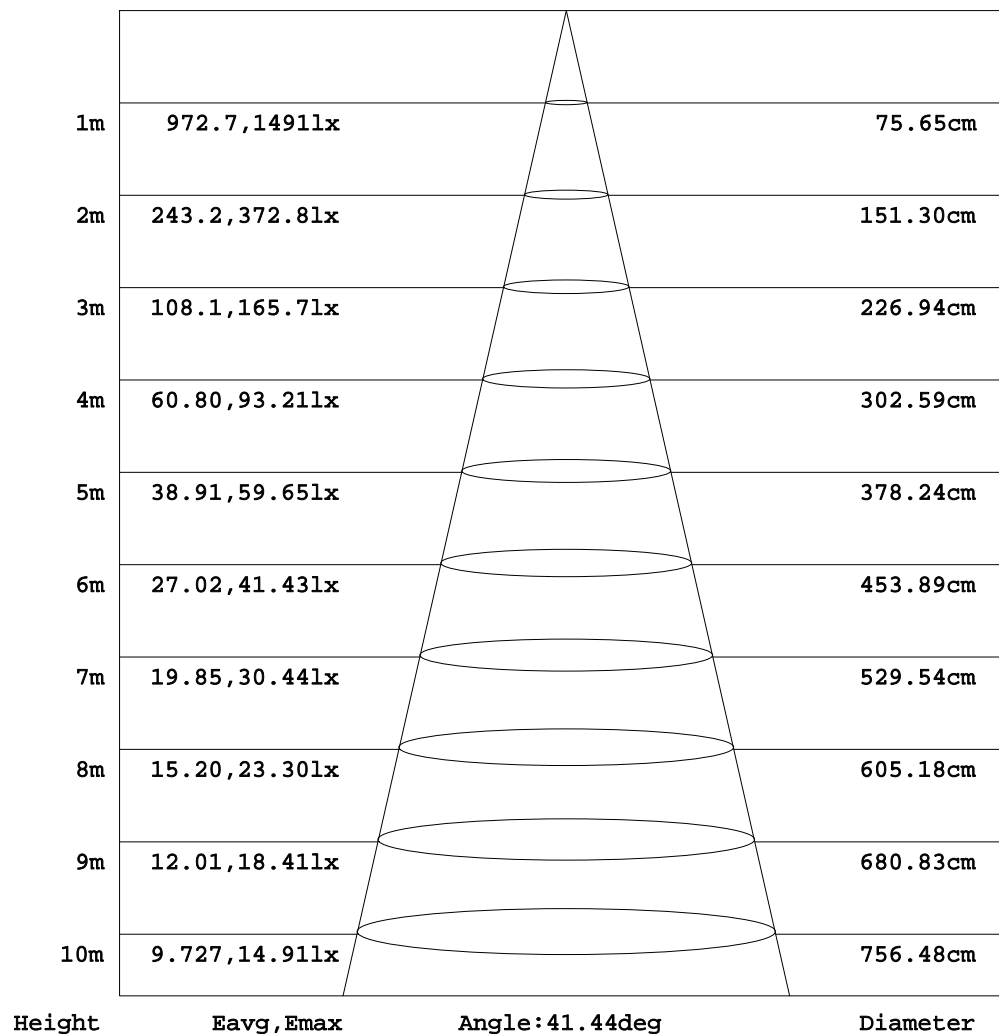 1m 972.7,1491lx 75.65cm
2m 243.2,372.8lx 151.30cm
3m 108.1,165.7lx 226.94cm
4m 60.80,93.21lx 302.59cm
5m 38.91,59.65lx 378.24cm
6m 27.02,41.43lx 453.89cm
7m 19.85,30.44lx 529.54cm
8m 15.20,23.30lx 605.18cm
9m 12.01,18.41lx 680.83cm
10m 9.727,14.91lx 756.48cm
Height Eavg,Emax Angle:41.44deg Diameter